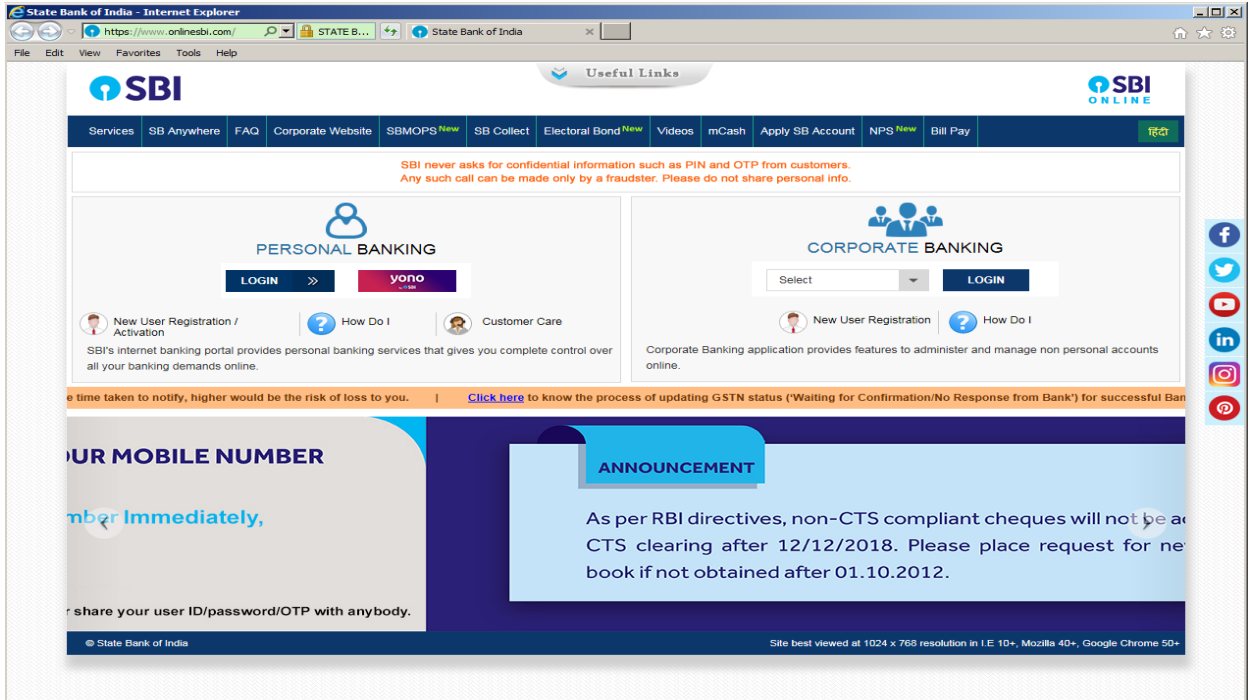 State Bank of India - Internet Explorer
https://www.onlinesbi.com/ STATE B... State Bank of India
File Edit View Favorites Tools Help
Useful Links
SBI
SBI
ONLINE
Services SB Anywhere FAQ Corporate Website SBMOPS New SB Collect Electoral Bond New Videos mCash Apply SB Account NPS New Bill Pay हिंदी
SBI never asks for confidential information such as PIN and OTP from customers.
Any such call can be made only by a fraudster. Please do not share personal info.
PERSONAL BANKING
LOGIN » yono
by SBI
New User Registration /
Activation
How Do I
Customer Care
SBI's internet banking portal provides personal banking services that gives you complete control over
all your banking demands online.
CORPORATE BANKING
Select LOGIN
New User Registration How Do I
Corporate Banking application provides features to administer and manage non personal accounts
online.
e time taken to notify, higher would be the risk of loss to you. | Click here to know the process of updating GSTN status ('Waiting for Confirmation/No Response from Bank') for successful Ban
UR MOBILE NUMBER
mber Immediately,
r share your user ID/password/OTP with anybody.
ANNOUNCEMENT
As per RBI directives, non-CTS compliant cheques will not be a
CTS clearing after 12/12/2018. Please place request for ne
book if not obtained after 01.10.2012.
© State Bank of India Site best viewed at 1024 x 768 resolution in I.E 10+, Mozilla 40+, Google Chrome 50+